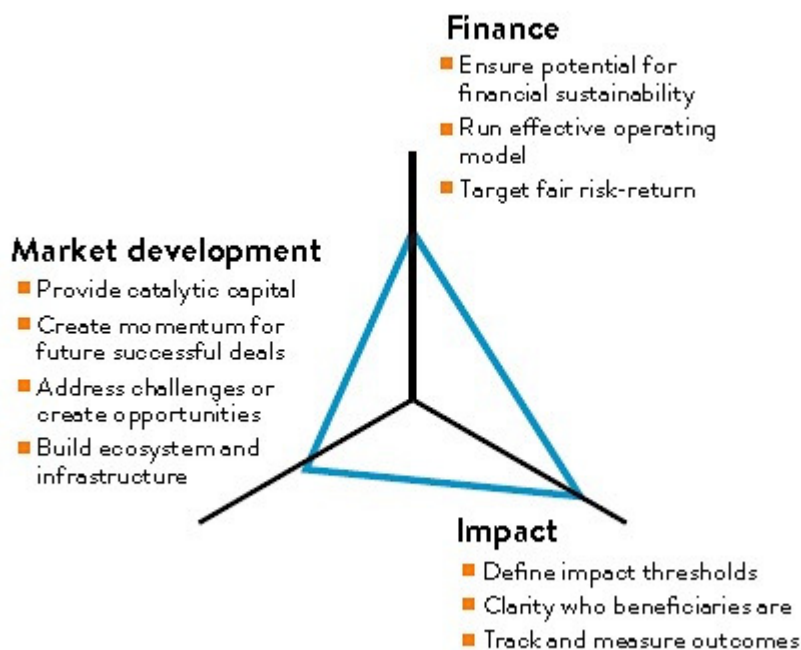 Finance
Ensure potential for
financial sustainability
Run effective operating
model
Target fair risk-return
Market development
Provide catalytic capital
Create momentum for
future successful deals
Address challenges or
create opportunities
Build ecosystem and
infrastructure
Impact
Define impact thresholds
Clarity who beneficiaries are
Track and measure outcomes